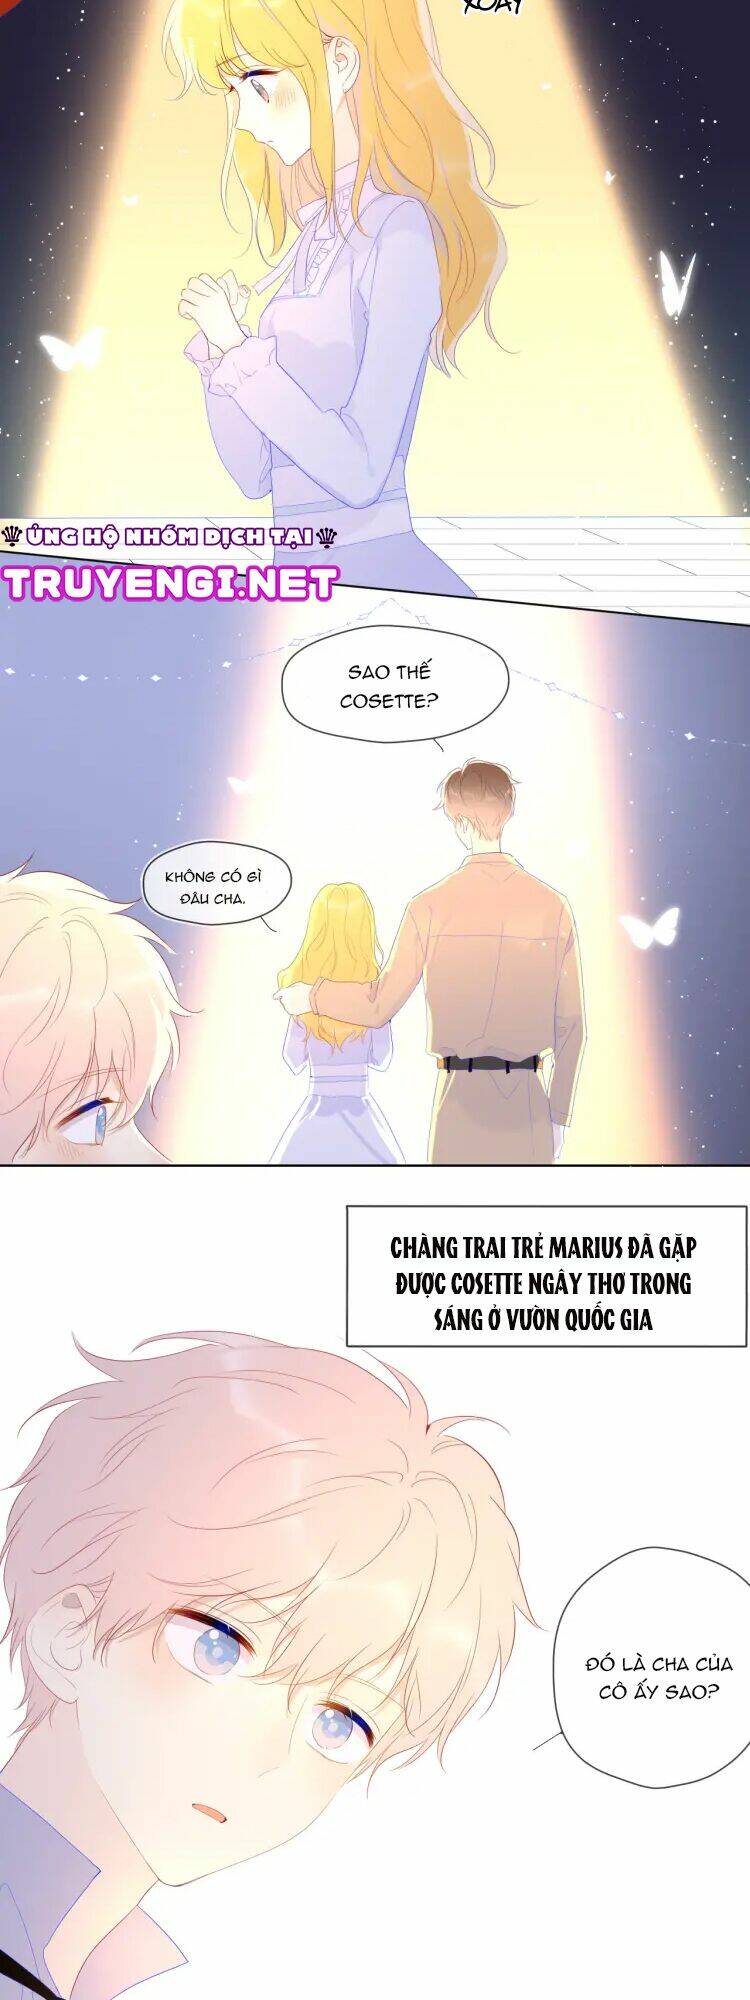 XOAY
ỦNG HỘ NHÓM DỊCH TẠI
TRUYENGI.NET
SAO THẾ
COSETTE?
KHÔNG CÓ GÌ
ĐÂU CHA.
CHÀNG TRAI TRẺ MARIUS ĐÃ GẶP
ĐƯỢC COSETTE NGÂY THƠ TRONG
SÁNG Ở VƯỜN QUỐC GIA
ĐÓ LÀ CHA CỦA
CÔ ẤY SAO?